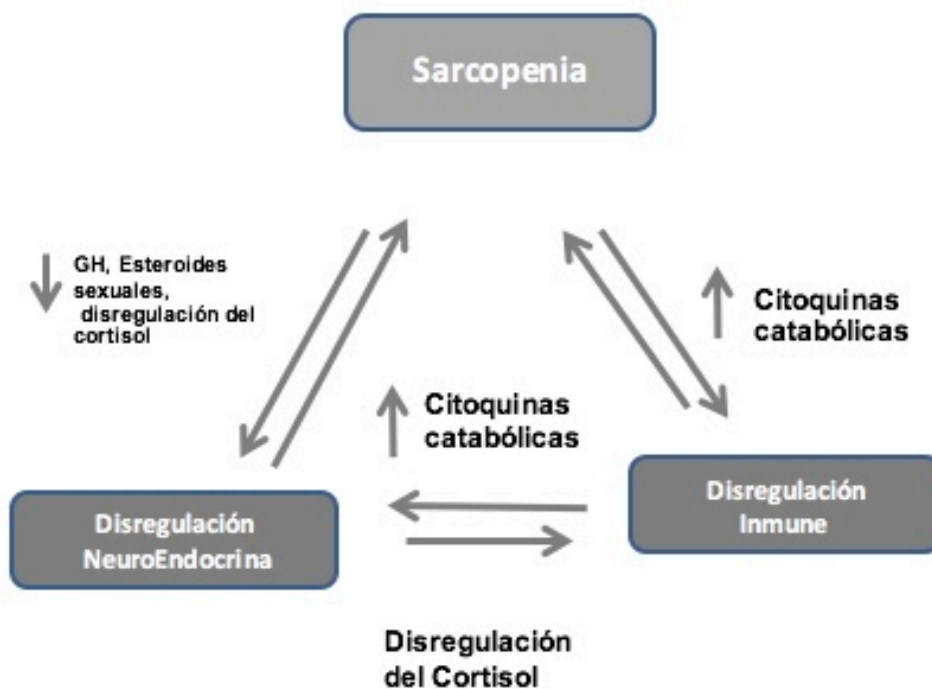 Sarcopenia
GH, Esteroides
sexuales,
disregulación del
cortisol
Citoquinas
catabólicas
Citoquinas
catabólicas
Disregulación
NeuroEndocrina
Disregulación
Inmune
Disregulación
del Cortisol